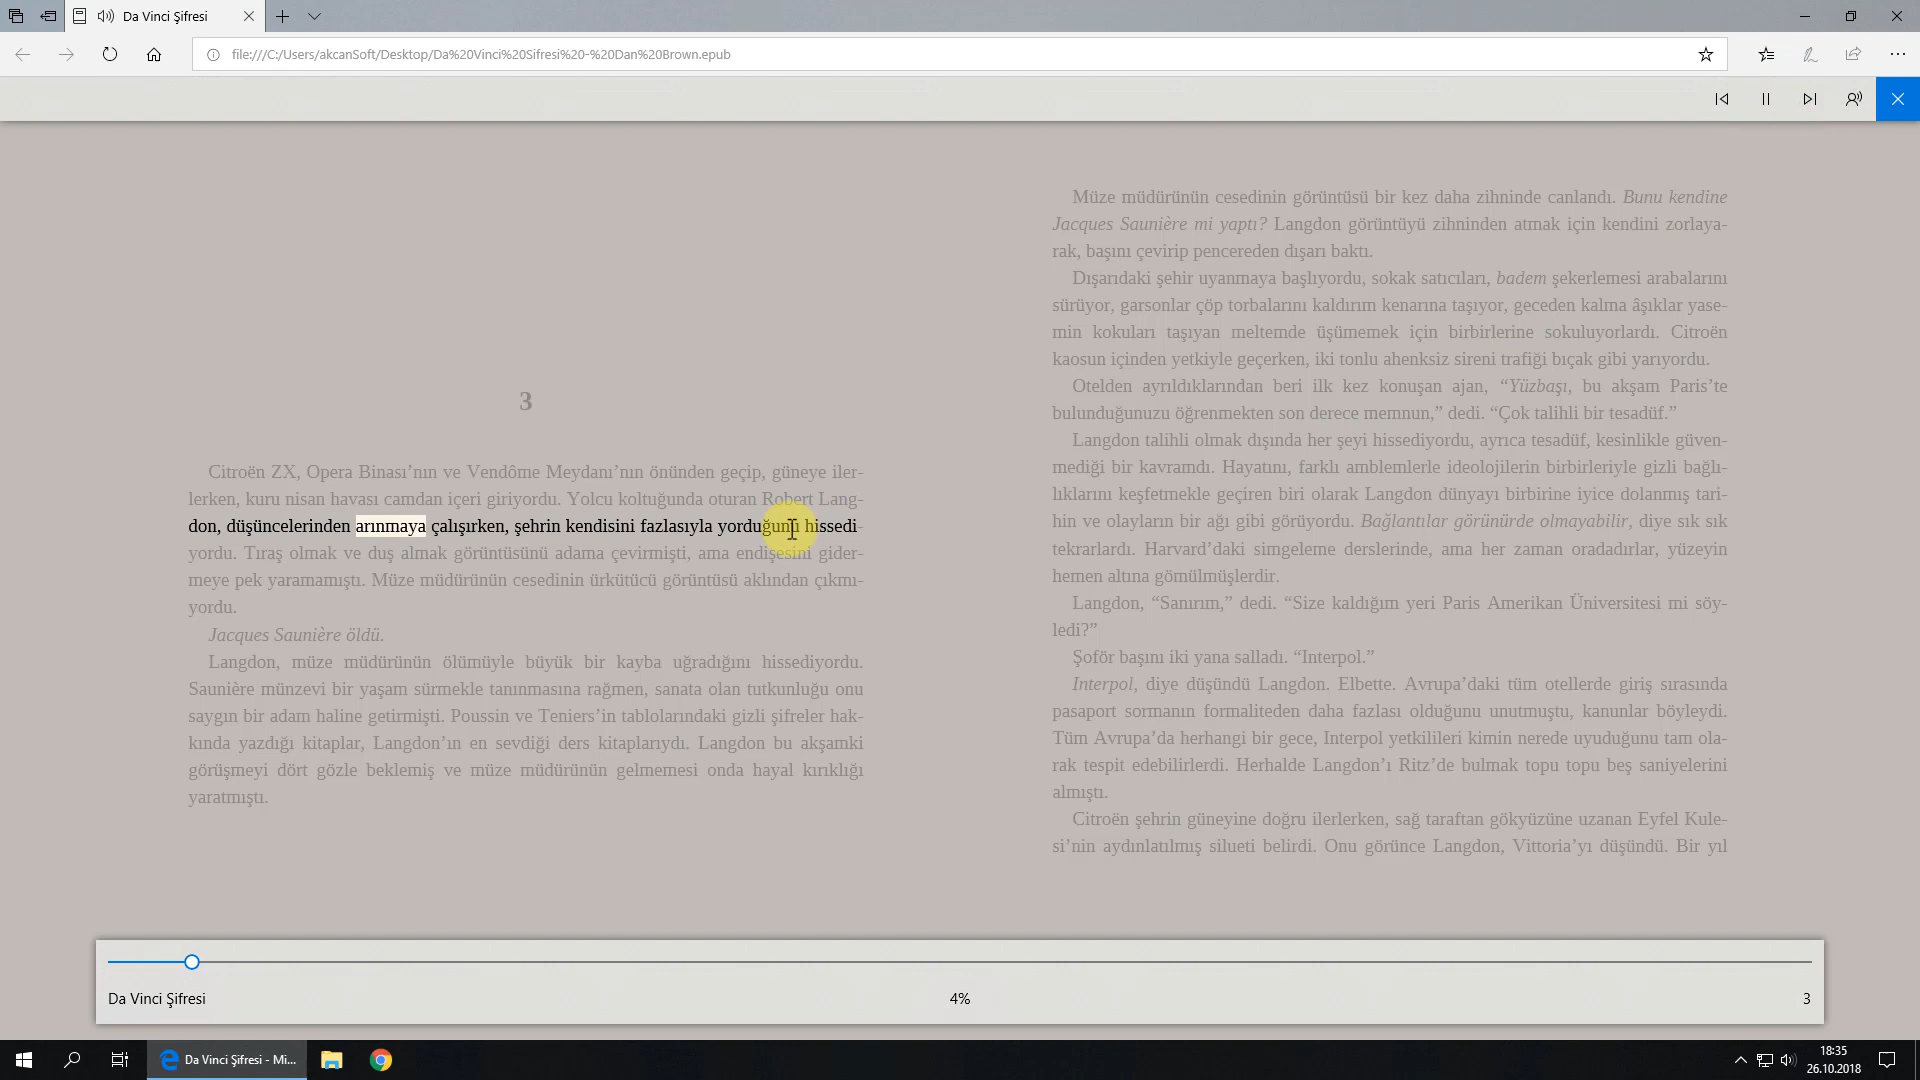 Da Vinci Şifresi
file:///C:/Users/akcanSoft/Desktop/Da%20Vinci%20Sifresi%20-%20Dan%20Brown.epub
3
Citroën ZX, Opera Binası’nın ve Vendôme Meydanı’nın önünden geçip, güneye iler-
lerken, kuru nisan havası camdan içeri giriyordu. Yolcu koltuğunda oturan Robert Lang-
don, düşüncelerinden arınmaya çalışırken, şehrin kendisini fazlasıyla yorduğunu hissedi-
yordu. Tıraş olmak ve duş almak görüntüsünü adama çevirmişti, ama endişesini gider-
meye pek yaramamıştı. Müze müdürünün cesedinin ürkütücü görüntüsü aklından çıkmı-
yordu.
Jacques Saunière öldü.
Langdon, müze müdürünün ölümüyle büyük bir kayba uğradığını hissediyordu.
Saunière münzevi bir yaşam sürmekle tanınmasına rağmen, sanata olan tutkunluğu onu
saygın bir adam haline getirmişti. Poussin ve Teniers’in tablolarındaki gizli şifreler hak-
kında yazdığı kitaplar, Langdon’ın en sevdiği ders kitaplarıydı. Langdon bu akşamki
görüşmeyi dört gözle beklemiş ve müze müdürünün gelmemesi onda hayal kırıklığı
yaratmıştı.
Müze müdürünün cesedinin görüntüsü bir kez daha zihninde canlandı. Bunu kendine
Jacques Saunière mi yaptı? Langdon görüntüyü zihninden atmak için kendini zorlaya-
rak, başını çevirip pencereden dışarı baktı.
Dışarıdaki şehir uyanmaya başlıyordu, sokak satıcıları, badem şekerlemesi arabalarını
sürüyor, garsonlar çöp torbalarını kaldırım kenarına taşıyor, geceden kalma âşıklar yase-
min kokuları taşıyan meltemde üşümemek için birbirlerine sokuluyorlardı. Citroën
kaosun içinden yetkiyle geçerken, iki tonlu ahenksiz sireni trafiği bıçak gibi yarıyordu.
Otelden ayrıldıklarından beri ilk kez konuşan ajan, “Yüzbaşı, bu akşam Paris’te
bulunduğunuzu öğrenmekten son derece memnun,” dedi. “Çok talihli bir tesadüf.”
Langdon talihli olmak dışında her şeyi hissediyordu, ayrıca tesadüf, kesinlikle güven-
mediği bir kavramdı. Hayatını, farklı amblemlerle ideolojilerin birbirleriyle gizli bağlı-
lıklarını keşfetmekle geçiren biri olarak Langdon dünyayı birbirine iyice dolanmış tari-
hin ve olayların bir ağı gibi görüyordu. Bağlantılar görünürde olmayabilir, diye sık sık
tekrarlardı. Harvard’daki simgeleme derslerinde, ama her zaman oradadırlar, yüzeyin
hemen altına gömülmüşlerdir.
Langdon, “Sanırım,” dedi. “Size kaldığım yeri Paris Amerikan Üniversitesi mi söy-
ledi?”
Şoför başını iki yana salladı. “Interpol.”
Interpol, diye düşündü Langdon. Elbette. Avrupa’daki tüm otellerde giriş sırasında
pasaport sormanın formaliteden daha fazlası olduğunu unutmuştu, kanunlar böyleydi.
Tüm Avrupa’da herhangi bir gece, Interpol yetkilileri kimin nerede uyuduğunu tam ola-
rak tespit edebilirlerdi. Herhalde Langdon’ı Ritz’de bulmak topu topu beş saniyelerini
almıştı.
Citroën şehrin güneyine doğru ilerlerken, sağ taraftan gökyüzüne uzanan Eyfel Kule-
si’nin aydınlatılmış silueti belirdi. Onu görünce Langdon, Vittoria’yı düşündü. Bir yıl
Da Vinci Şifresi
4%
3
Da Vinci Şifresi - Mi...
18:35
26.10.2018